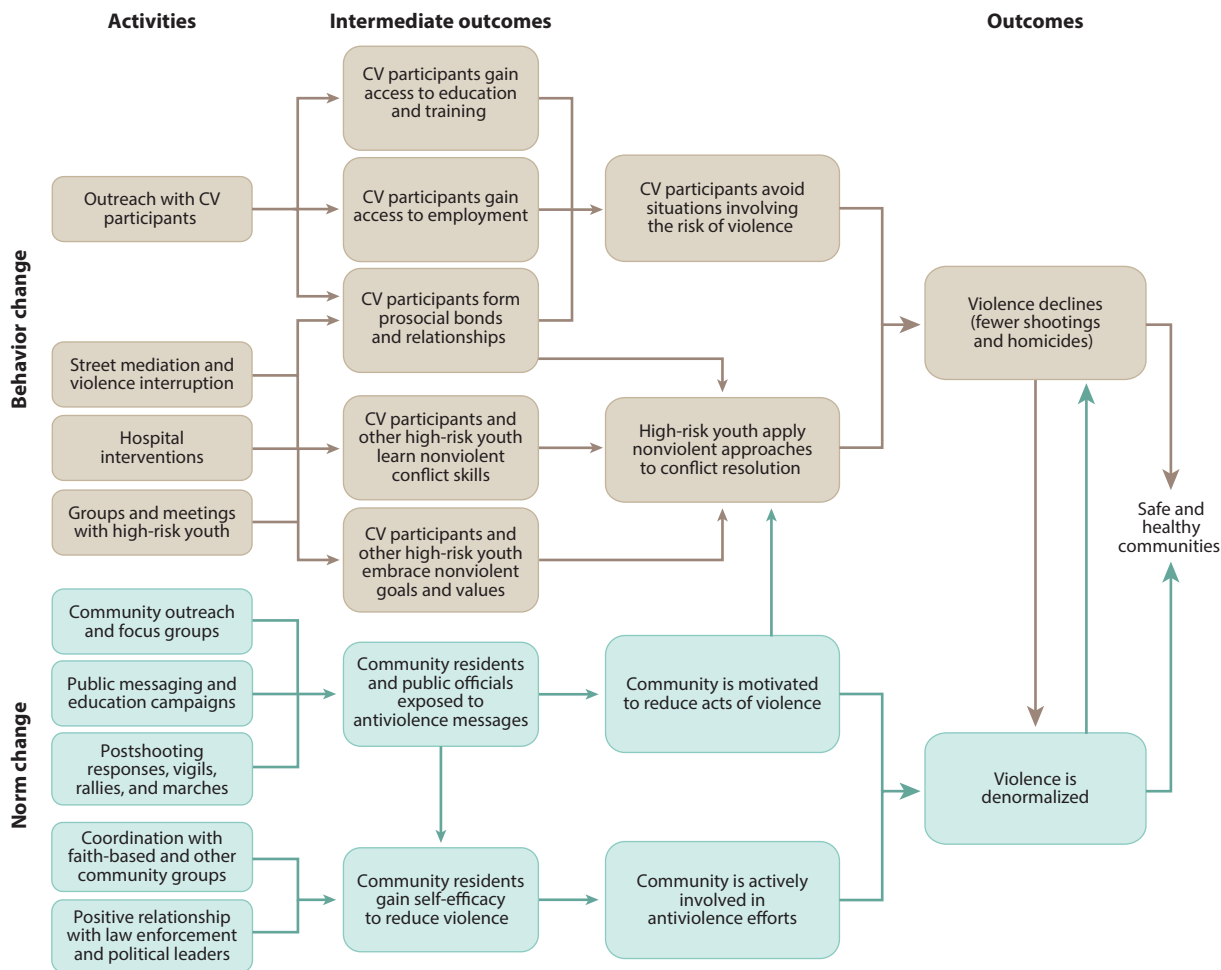 Activities
Intermediate outcomes
Outcomes
Behavior change
CV participants gain
access to education
and training
Outreach with CV
participants
CV participants gain
access to employment
CV participants avoid
situations involving
the risk of violence
CV participants form
prosocial bonds
and relationships
Violence declines
(fewer shootings
and homicides)
Street mediation and
violence interruption
Hospital
interventions
Groups and meetings
with high-risk youth
CV participants and
other high-risk youth
learn nonviolent
conflict skills
High-risk youth apply
nonviolent approaches
to conflict resolution
CV participants and
other high-risk youth
embrace nonviolent
goals and values
Safe and
healthy
communities
Norm change
Community outreach
and focus groups
Public messaging and
education campaigns
Postshooting
responses, vigils,
rallies, and marches
Community residents
and public officials
exposed to
antiviolence messages
Community is motivated
to reduce acts of violence
Violence is
denormalized
Coordination with
faith-based and other
community groups
Positive relationship
with law enforcement
and political leaders
Community residents
gain self-efficacy
to reduce violence
Community is actively
involved in
antiviolence efforts